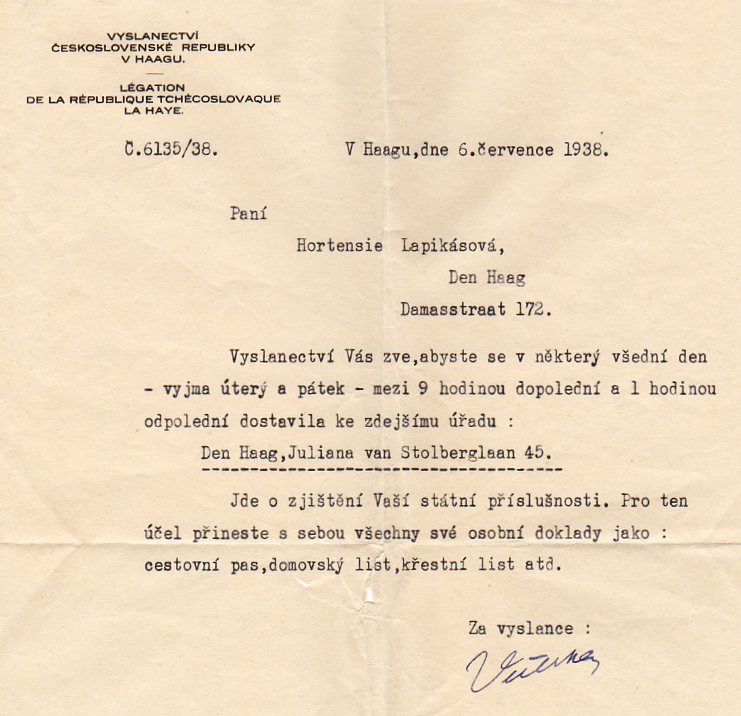 VYSLANECTVÍ
ČESKOSLOVENSKÉ REPUBLIKY
V HAAGU.
LÉGATION
DE LA RÉPUBLIQUE TCHÉCOSLOVAQUE
LA HAYE.
Č.6135/38. V Haagu,dne 6.července 1938.
Paní
Hortensie Lapikásová,
Den Haag
Damasstraat 172.
Vyslanectví Vás zve,abyste se v některý všední den
- vyjma úterý a pátek - mezi 9 hodinou dopolední a 1 hodinou
odpolední dostavila ke zdejšímu úřadu :
Den Haag,Juliana van Stolberglaan 45.
Jde o zjištění Vaší státní příslušnosti. Pro ten
účel přineste s sebou všechny své osobní doklady jako :
cestovní pas,domovský list,křestní list atd.
Za vyslance :